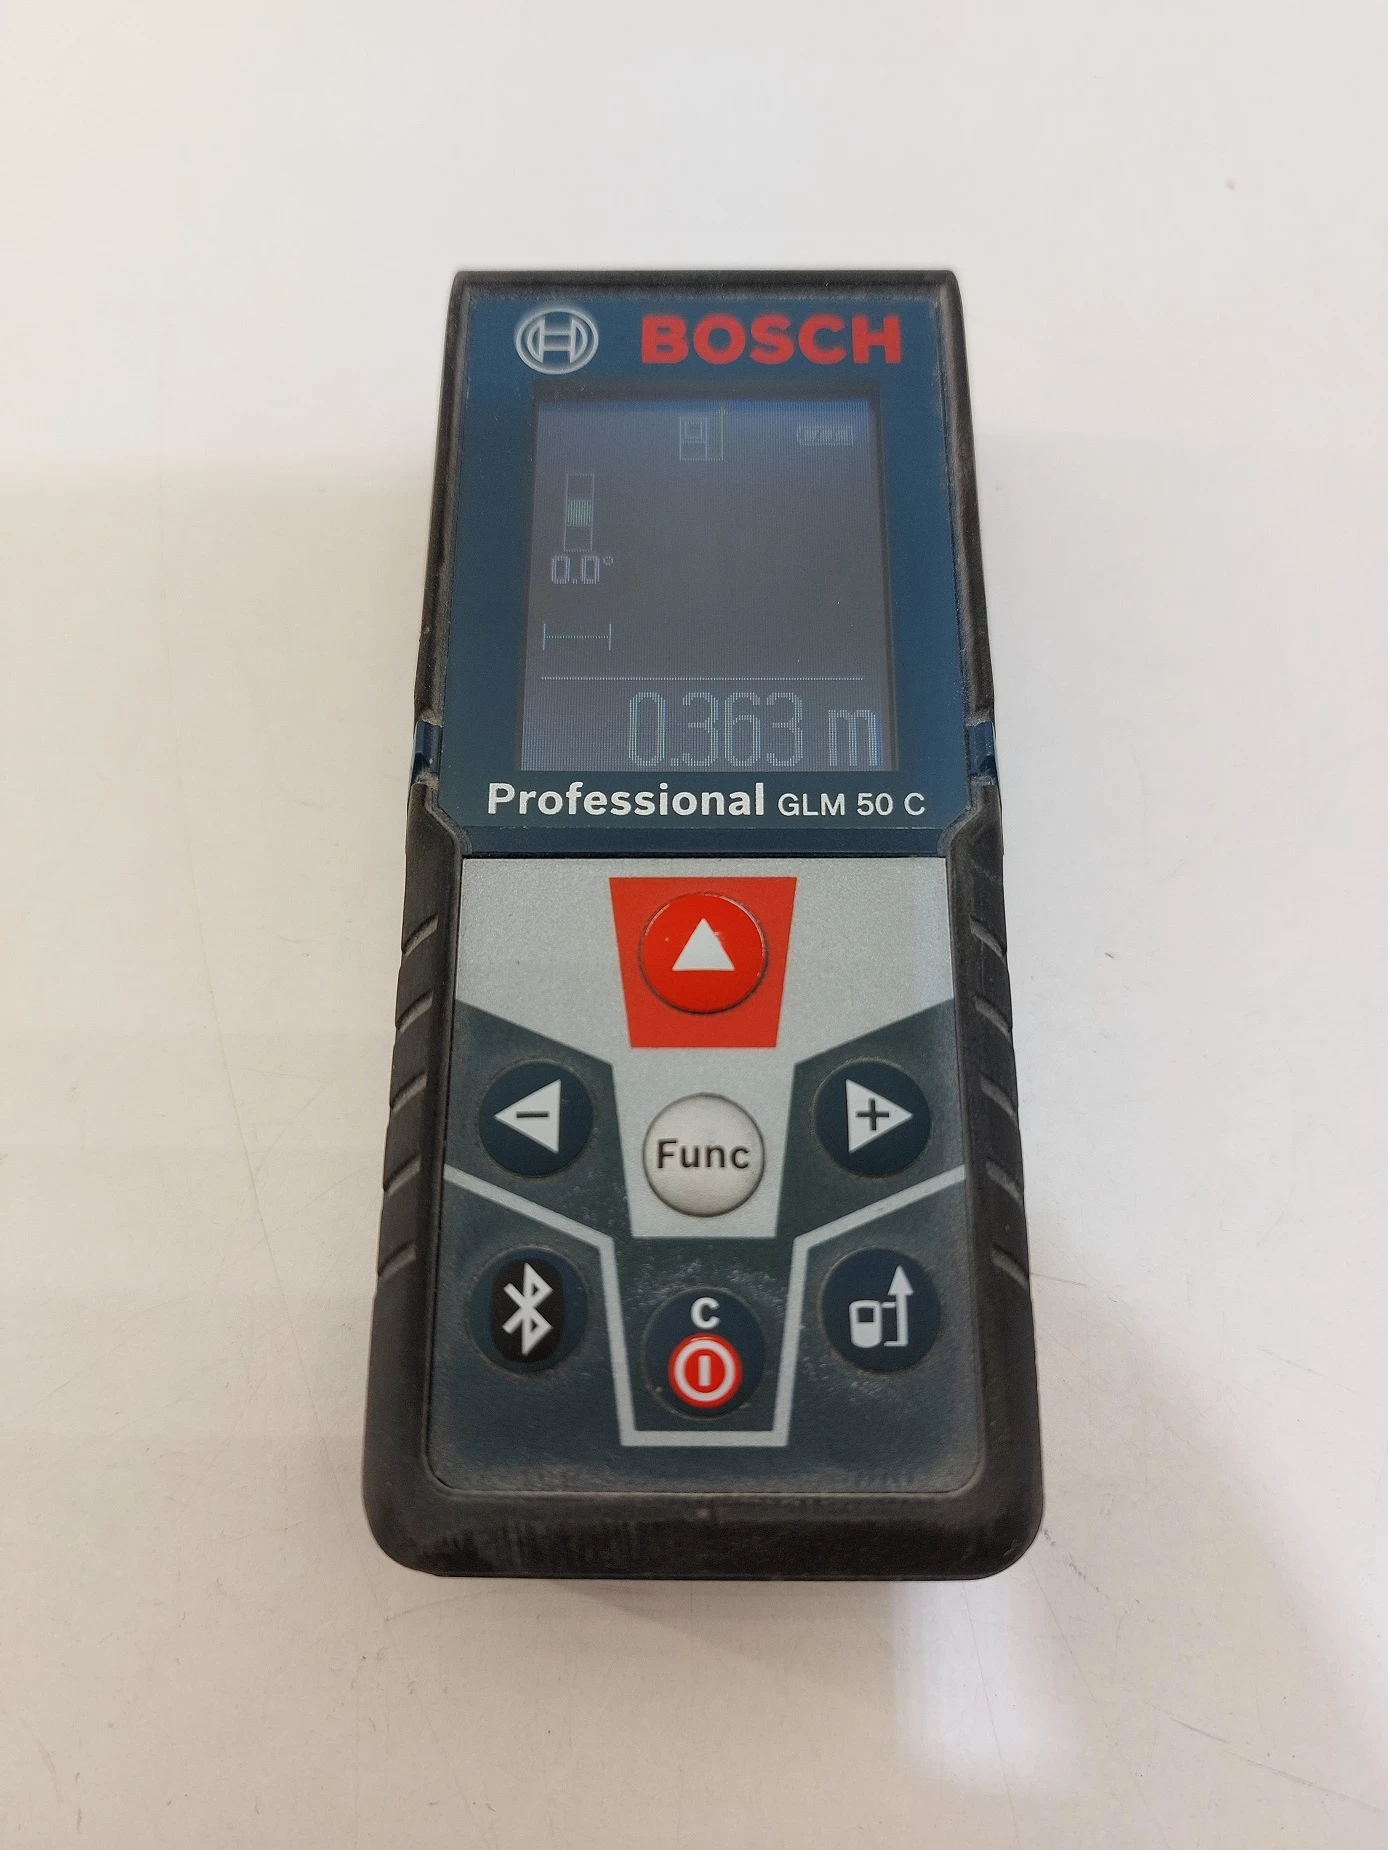 BOSCH
0.0°
0.363 m
Professional GLM 50 C
Func
C